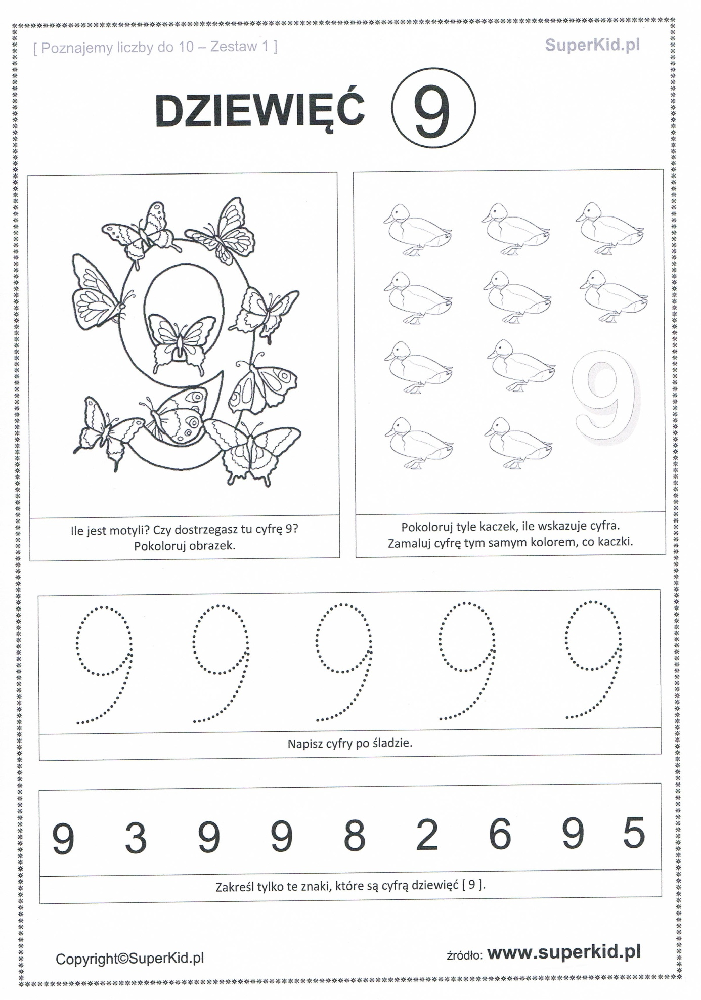 [ Poznajemy liczby do 10 – Zestaw 1 ]
SuperKid.pl
DZIEWIĘĆ 9
9
9
Ile jest motyli? Czy dostrzegasz tu cyfrę 9?
Pokoloruj obrazek.
Pokoloruj tyle kaczek, ile wskazuje cyfra.
Zamaluj cyfrę tym samym kolorem, co kaczki.
9 9 9 9 9
Napisz cyfry po śladzie.
9 3 9 9 8 2 6 9 5
Zakreśl tylko te znaki, które są cyfrą dziewięć [ 9 ].
Copyright©SuperKid.pl
źródło: www.superkid.pl